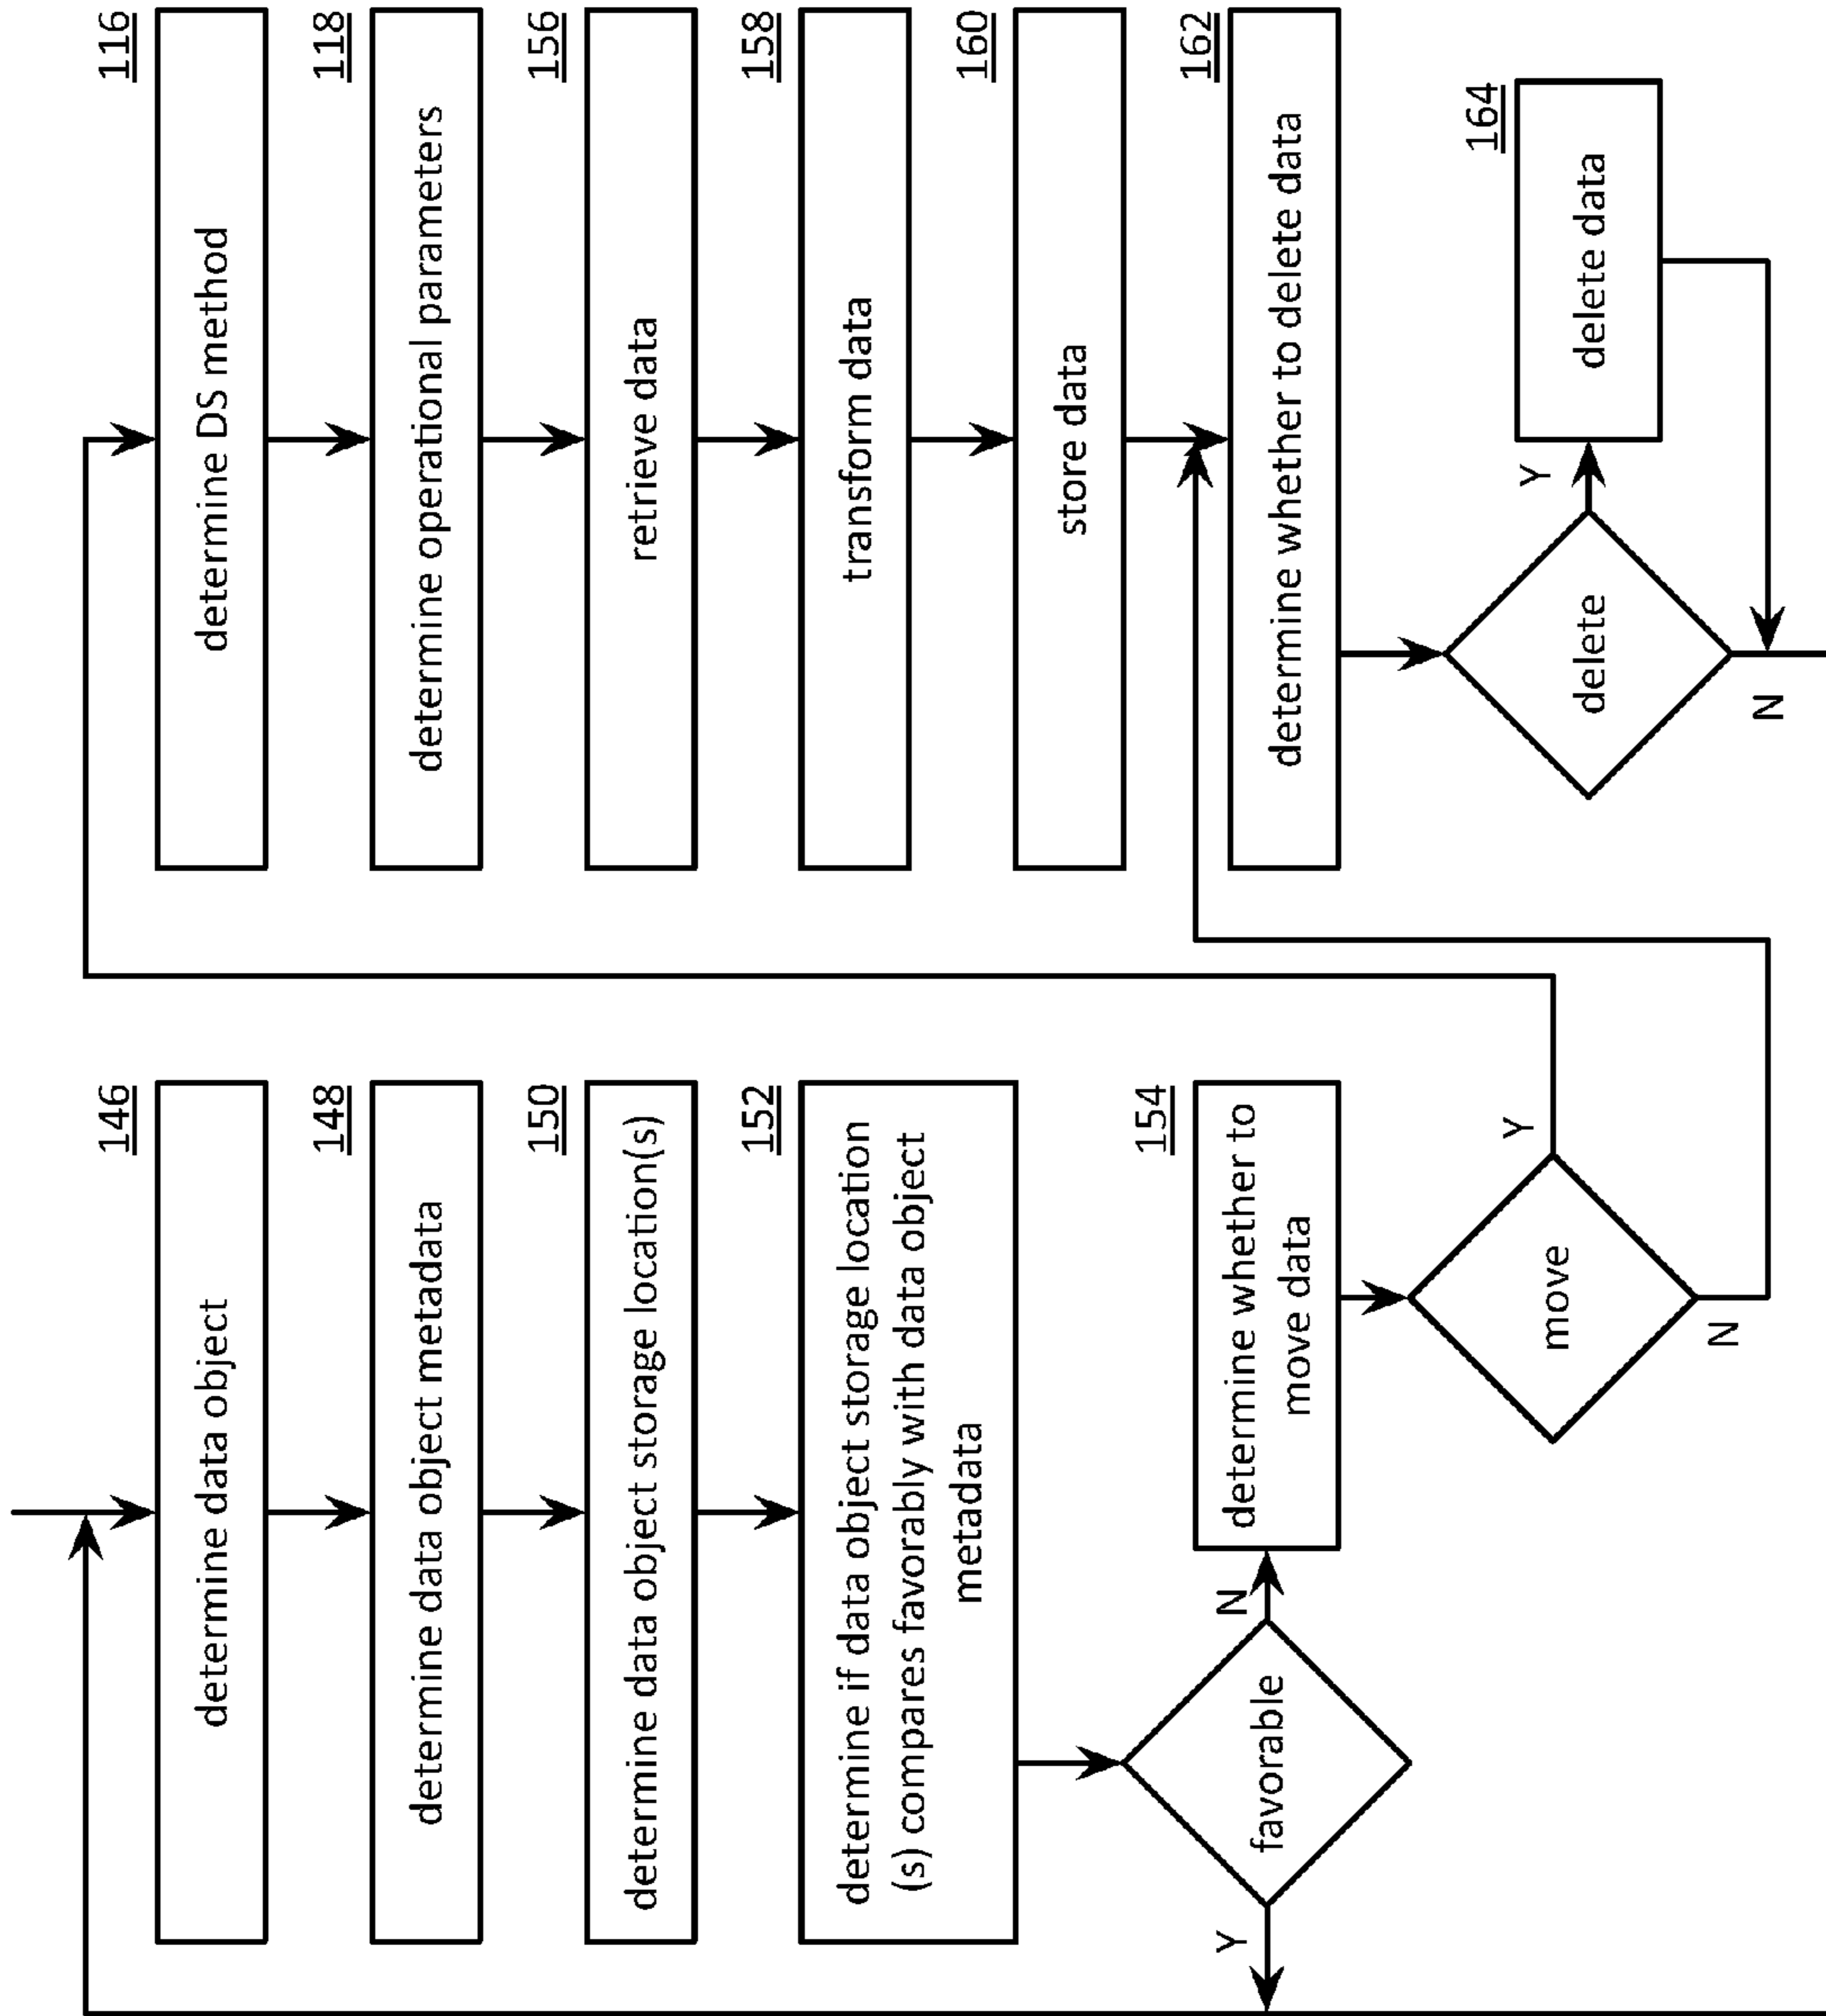 146
determine data object
148
determine data object metadata
150
determine data object storage location(s)
152
determine if data object storage location
(s) compares favorably with data object
metadata
favorable
Y
N
154
determine whether to
move data
move
Y
N
116
determine DS method
118
determine operational parameters
156
retrieve data
158
transform data
160
store data
162
determine whether to delete data
delete
Y
N
164
delete data